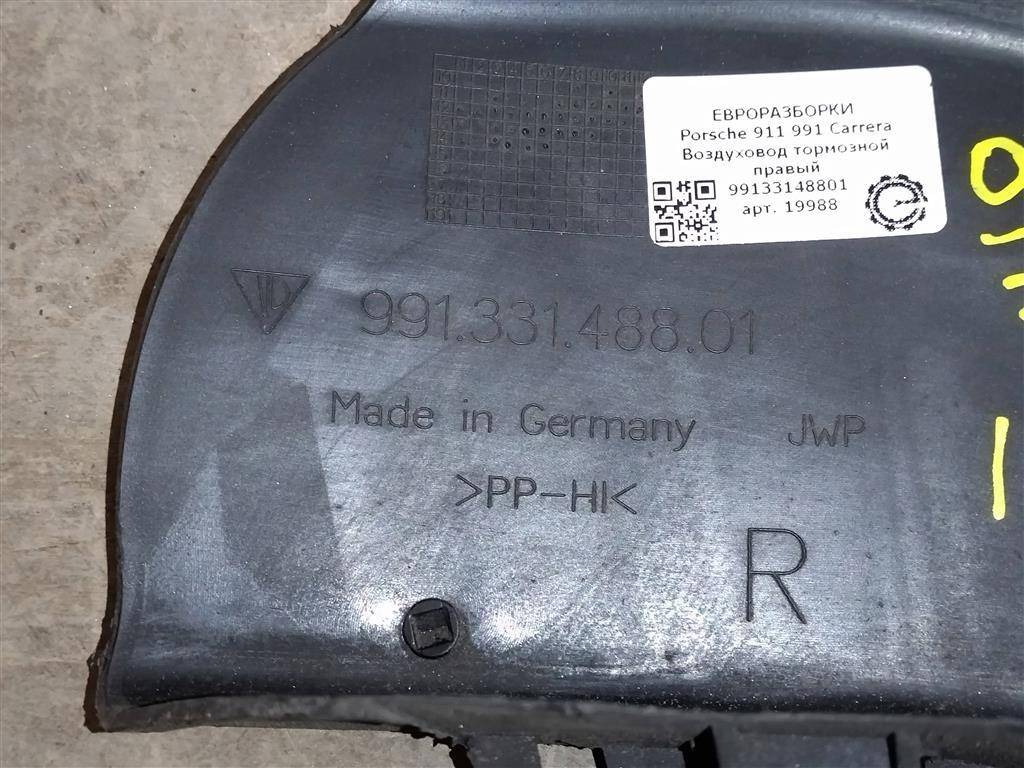 ЕВРОРАЗБОРКИ
Porsche 911 991 Carrera
Воздуховод тормозной
правый
99133148801
арт. 19988
991.331.488.01
Made in Germany JWP
>PP-HI<
R